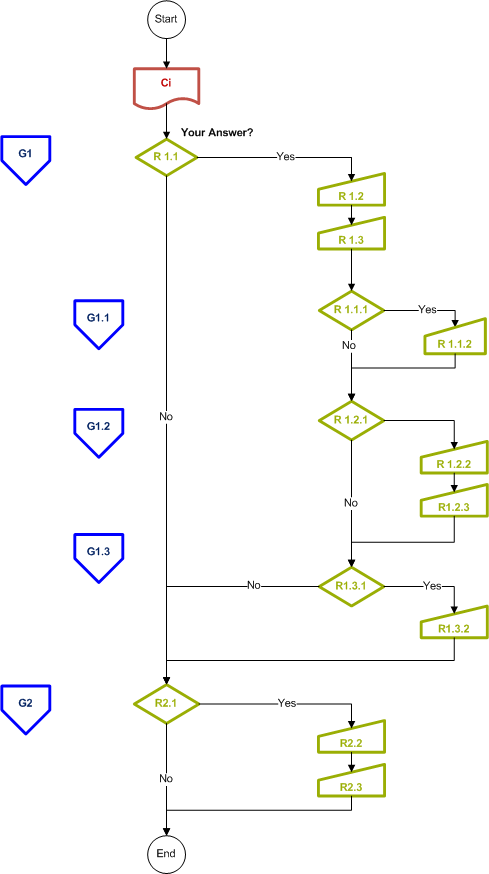 Start
Ci
Your Answer?
G1
R 1.1
Yes
R 1.2
R 1.3
G1.1
R 1.1.1
Yes
R 1.1.2
No
G1.2
No
R 1.2.1
R 1.2.2
No
R1.2.3
G1.3
No
R1.3.1
Yes
R1.3.2
G2
R2.1
Yes
R2.2
No
R2.3
End